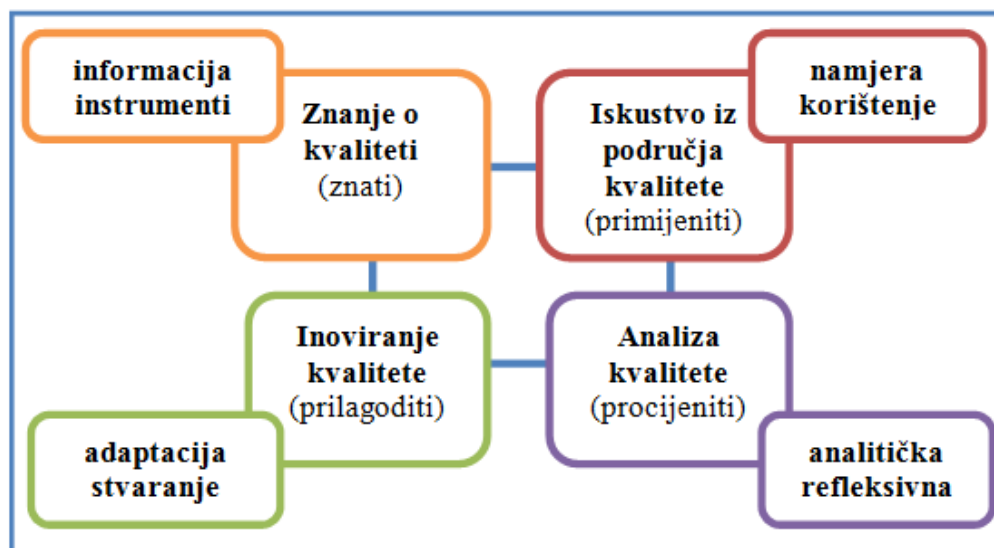 informacija
instrumenti
Znanje o
kvaliteti
(znati)
Iskustvo iz
područja
kvalitete
(primijeniti)
namjera
korištenje
Inoviranje
kvalitete
(prilagoditi)
adaptacija
stvaranje
Analiza
kvalitete
(procijeniti)
analitička
refleksivna